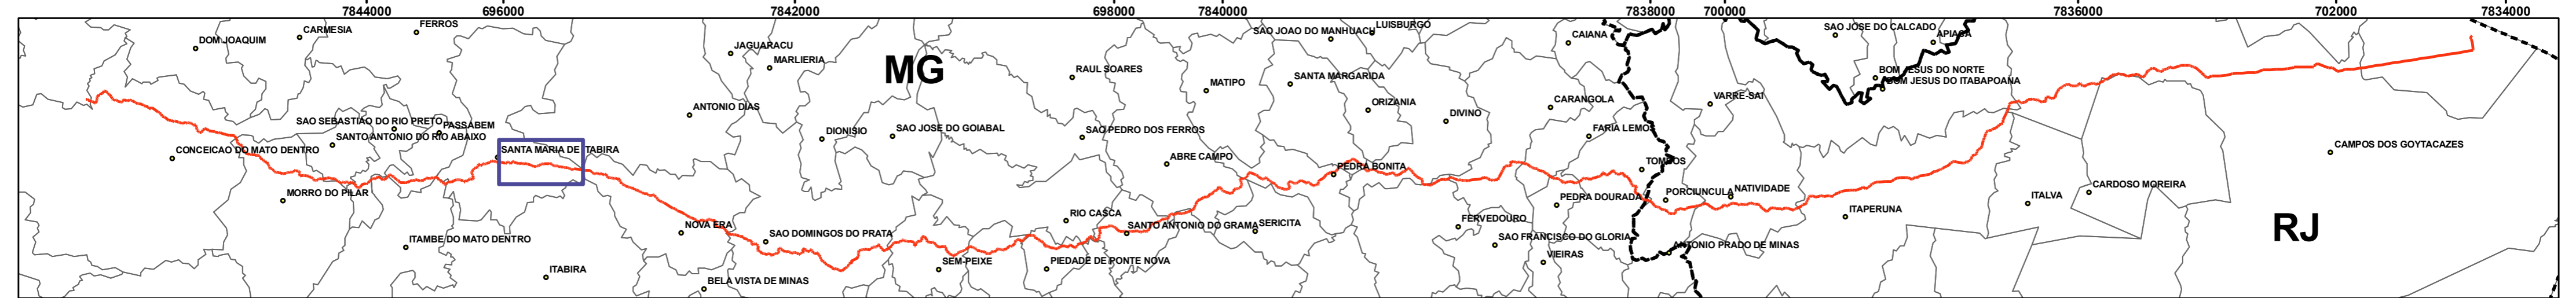 7844000 696000 7842000 698000 7840000 7838000 700000 7836000 702000 7834000
DOM JOAQUIM
CARMESIA
FERROS
JAGUARACU
MARLIERIA
MG
RAUL SOARES
MATIPO
SAO JOAO DO MANHUACU
LUISBURGO
SANTA MARGARIDA
ORIZANIA
DIVINO
CAIANA
CARANGOLA
FARIA LEMOS
VARRE-SAI
SAO JOSE DO CALCADO
APIACA
BOM JESUS DO NORTE
BOM JESUS DO ITABAPOANA
ANTONIO DIAS
SAO SEBASTIAO DO RIO PRETO
PASSABEM
SANTO ANTONIO DO RIO ABAIXO
CONCEICAO DO MATO DENTRO
SANTA MARIA DE ITABIRA
DIONISIO
SAO JOSE DO GOIABAL
SAO PEDRO DOS FERROS
ABRE CAMPO
PEDRA BONITA
TOMBOS
CAMPOS DOS GOYTACAZES
MORRO DO PILAR
PEDRA DOURADA
PORCIUNCULA
NATIVIDADE
ITAPERUNA
ITALVA
CARDOSO MOREIRA
RJ
NOVA ERA
SAO DOMINGOS DO PRATA
RIO CASCA
SANTO ANTONIO DO GRAMA
SERICITA
FERVEDOURO
SAO FRANCISCO DO GLORIA
ANTONIO PRADO DE MINAS
VIEIRAS
ITAMBE DO MATO DENTRO
ITABIRA
BELA VISTA DE MINAS
SEM-PEIXE
PIEDADE DE PONTE NOVA